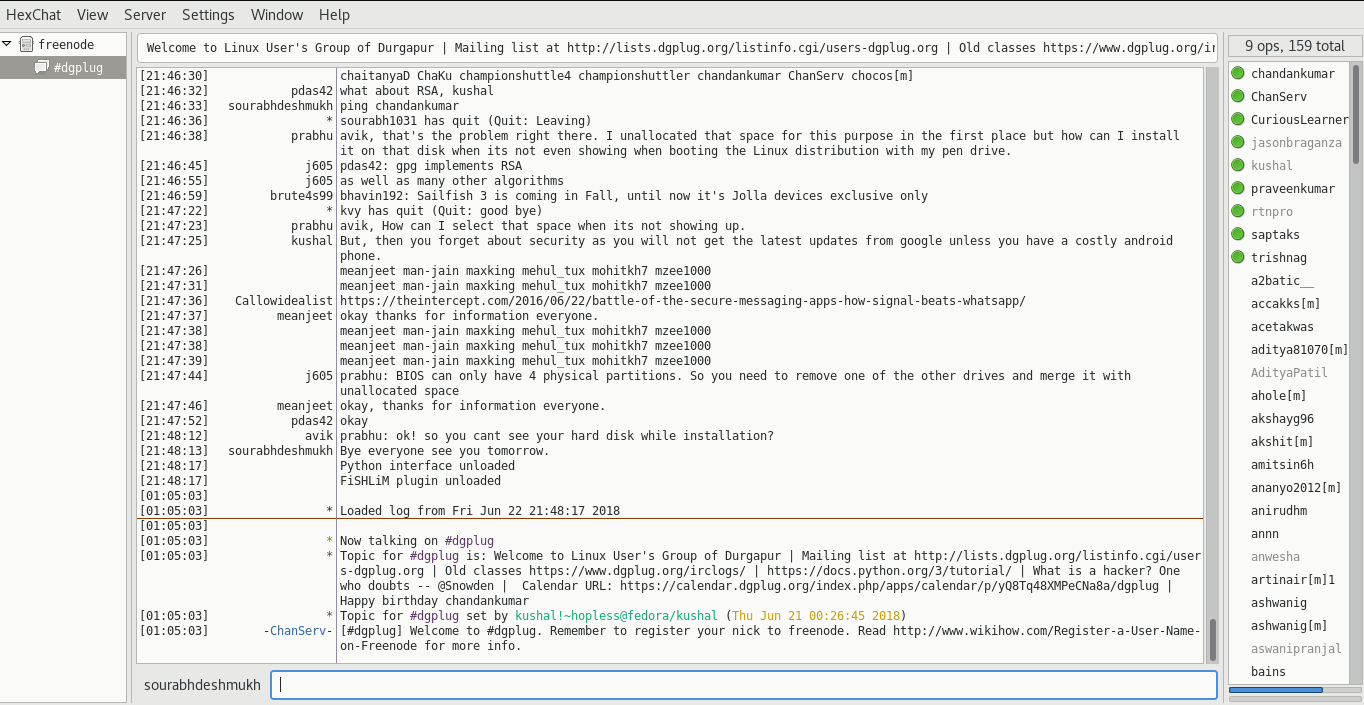 HexChat View Server Settings Window Help
freenode
#dgplug
Welcome to Linux User's Group of Durgapur | Mailing list at http://lists.dgplug.org/listinfo.cgi/users-dgplug.org | Old classes https://www.dgplug.org/ir
[21:46:30] chaitanyaD ChaKu championshuttle4 championshuttler chandankumar ChanServ chocos[m]
[21:46:32] pdas42 what about RSA, kushal
[21:46:33] sourabhdeshmukh ping chandankumar
[21:46:36] * sourabh1031 has quit (Quit: Leaving)
[21:46:38] prabhu avik, that's the problem right there. I unallocated that space for this purpose in the first place but how can I install
it on that disk when its not even showing when booting the Linux distribution with my pen drive.
[21:46:45] j605 pdas42: gpg implements RSA
[21:46:55] j605 as well as many other algorithms
[21:46:59] brute4s99 bhavin192: Sailfish 3 is coming in Fall, until now it's Jolla devices exclusive only
[21:47:22] * kvy has quit (Quit: good bye)
[21:47:23] prabhu avik, How can I select that space when its not showing up.
[21:47:25] kushal But, then you forget about security as you will not get the latest updates from google unless you have a costly android
phone.
[21:47:26] meanjeet man-jain maxking mehul_tux mohitkh7 mzee1000
[21:47:31] meanjeet man-jain maxking mehul_tux mohitkh7 mzee1000
[21:47:36] Callowidealist https://theintercept.com/2016/06/22/battle-of-the-secure-messaging-apps-how-signal-beats-whatsapp/
[21:47:37] meanjeet okay thanks for information everyone.
[21:47:38] meanjeet man-jain maxking mehul_tux mohitkh7 mzee1000
[21:47:38] meanjeet man-jain maxking mehul_tux mohitkh7 mzee1000
[21:47:39] meanjeet man-jain maxking mehul_tux mohitkh7 mzee1000
[21:47:44] j605 prabhu: BIOS can only have 4 physical partitions. So you need to remove one of the other drives and merge it with
unallocated space
[21:47:46] meanjeet okay, thanks for information everyone.
[21:47:52] pdas42 okay
[21:48:12] avik prabhu: ok! so you cant see your hard disk while installation?
[21:48:13] sourabhdeshmukh Bye everyone see you tomorrow.
[21:48:17] Python interface unloaded
[21:48:17] FiSHLiM plugin unloaded
[01:05:03]
[01:05:03] * Loaded log from Fri Jun 22 21:48:17 2018
[01:05:03]
[01:05:03] * Now talking on #dgplug
[01:05:03] * Topic for #dgplug is: Welcome to Linux User's Group of Durgapur | Mailing list at http://lists.dgplug.org/listinfo.cgi/user
s-dgplug.org | Old classes https://www.dgplug.org/irclogs/ | https://docs.python.org/3/tutorial/ | What is a hacker? One
who doubts -- @Snowden | Calendar URL: https://calendar.dgplug.org/index.php/apps/calendar/p/yQ8Tq48XMPeCNa8a/dgplug |
Happy birthday chandankumar
[01:05:03] * Topic for #dgplug set by kushal!~hopless@fedora/kushal (Thu Jun 21 00:26:45 2018)
[01:05:03] -ChanServ- [#dgplug] Welcome to #dgplug. Remember to register your nick to freenode. Read http://www.wikihow.com/Register-a-User-Name-
on-Freenode for more info.
sourabhdeshmukh
9 ops, 159 total
chandankumar
ChanServ
CuriousLearner
jasonbraganza
kushal
praveenkumar
rtnpro
saptaks
trishnag
a2batic__
accakks[m]
acetakwas
aditya81070[m]
AdityaPatil
ahole[m]
akshayg96
akshit[m]
amitsin6h
ananyo2012[m]
anirudhm
annn
anwesha
artinair[m]1
ashwanig
ashwanig[m]
aswanipranjal
bains